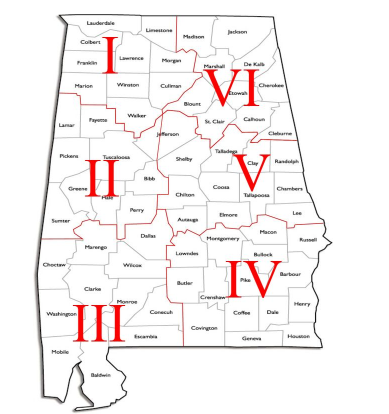 Lauderdale
Limestone
Madison
Jackson
Colbert
I
Lawrence
Franklin
Morgan
Marshall
De Kalb
VI
Marion
Winston
Cullman
Etowah
Cherokee
Blount
Walker
Fayette
Lamar
St. Clair
Calhoun
Cleburne
Jefferson
Pickens
Tuscaloosa
II
Shelby
Talladega
Clay
Randolph
V
Greene
Hale
Bibb
Coosa
Tallapoosa
Chambers
Chilton
Perry
Sumter
Autauga
Elmore
Lee
Dallas
Montgomery
Macon
Russell
Marengo
Choctaw
Wilcox
Lowndes
Bullock
IV
Butler
Pike
Barbour
Clarke
Monroe
Crenshaw
Henry
Washington
III
Conecuh
Coffee
Dale
Escambia
Covington
Geneva
Houston
Mobile
Baldwin